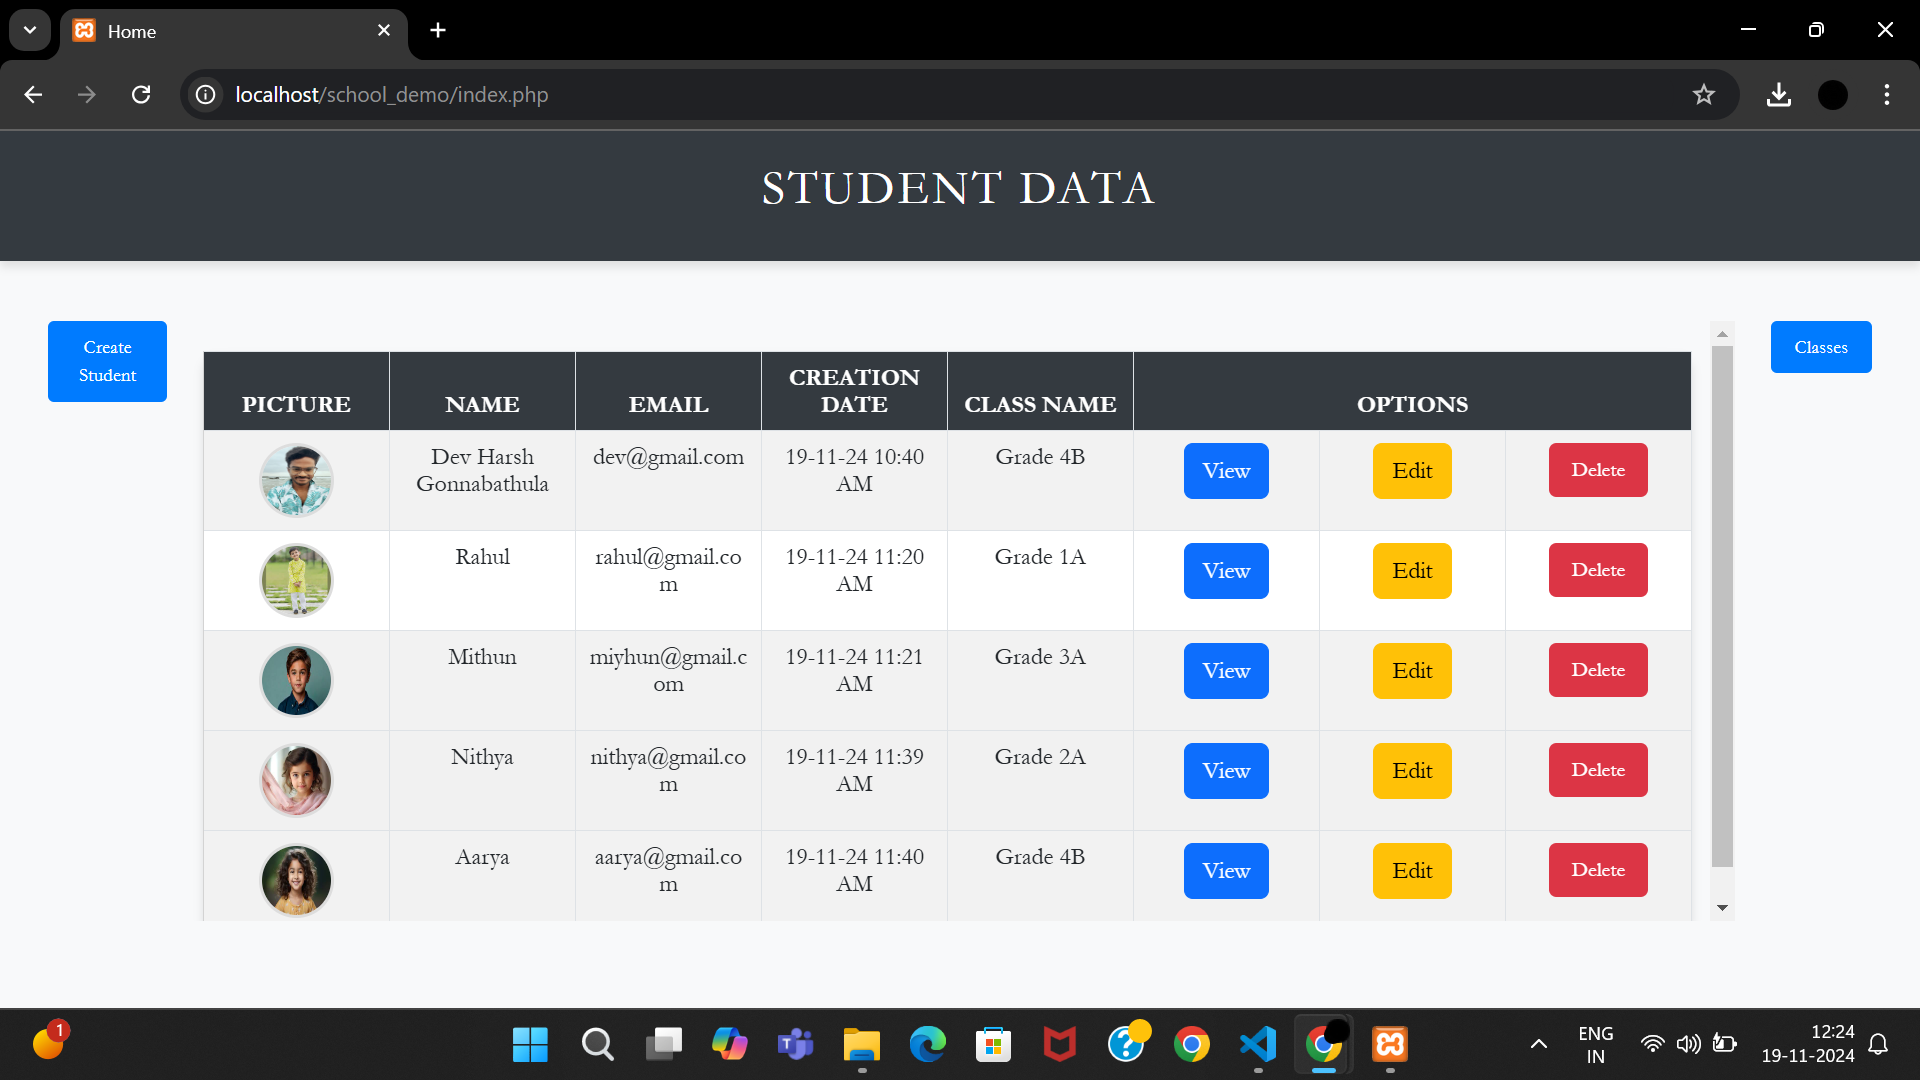 Home
localhost/school_demo/index.php
STUDENT DATA
Create
Student
Classes
PICTURE NAME EMAIL CREATION DATE CLASS NAME OPTIONS
Dev Harsh dev@gmail.com 19-11-24 10:40 Grade 4B View Edit Delete
Gonnabathula AM
Rahul rahul@gmail.co 19-11-24 11:20 Grade 1A View Edit Delete
m AM
Mithun miyhun@gmail.c 19-11-24 11:21 Grade 3A View Edit Delete
om AM
Nithya nithya@gmail.co 19-11-24 11:39 Grade 2A View Edit Delete
m AM
Aarya aarya@gmail.co 19-11-24 11:40 Grade 4B View Edit Delete
m AM
1
T
?
ENG
IN
12:24
19-11-2024